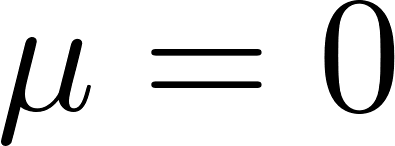 μ = 0